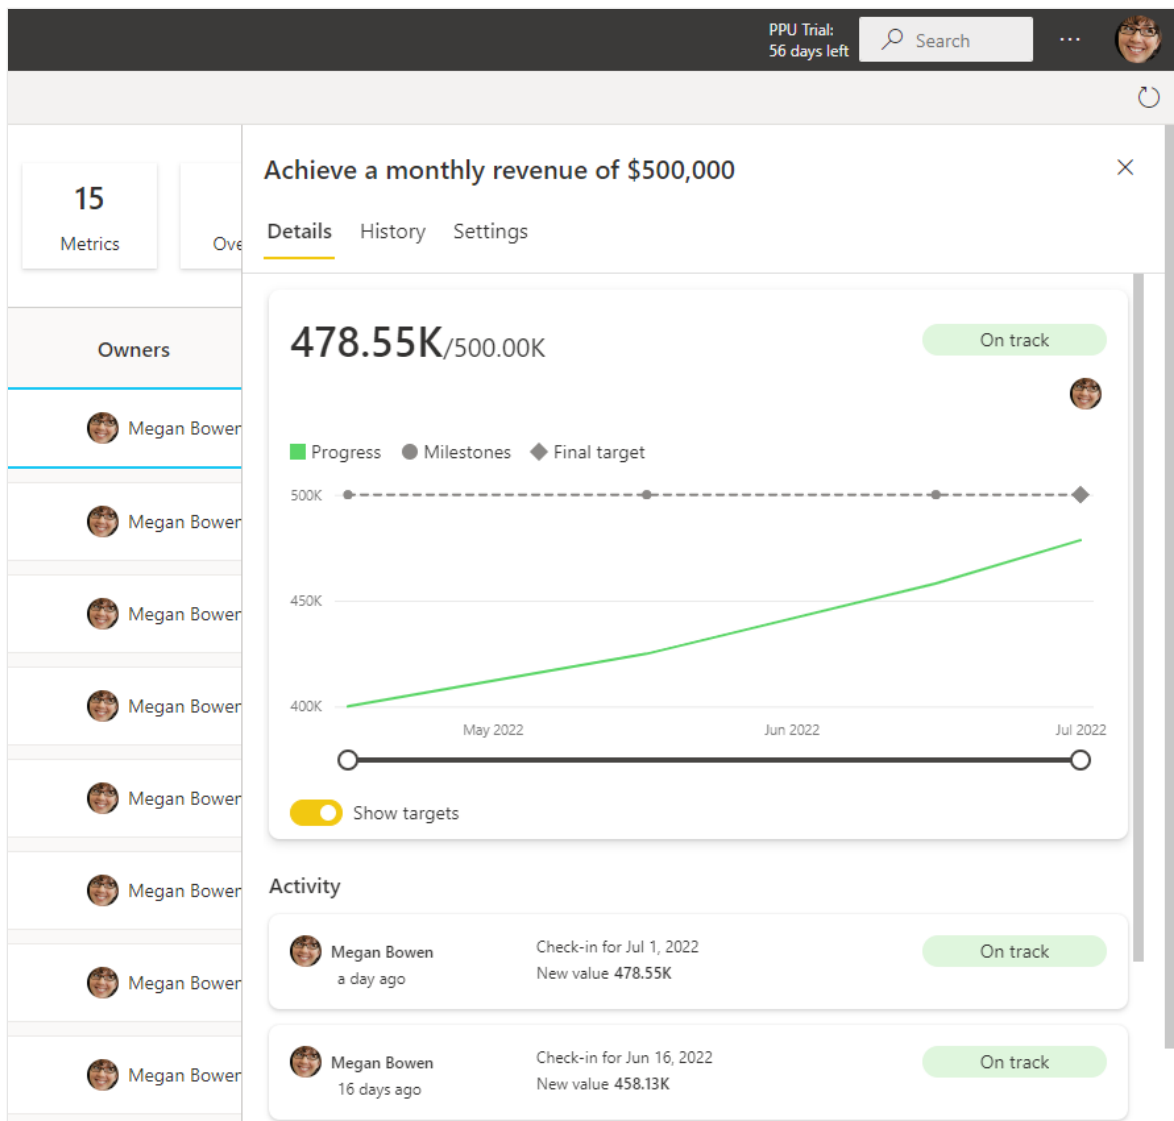 PPU Trial:
56 days left
Search
15
Metrics
Ove
Owners
Megan Bowen
Megan Bowen
Megan Bowen
Megan Bowen
Megan Bowen
Megan Bowen
Megan Bowen
Megan Bowen
Achieve a monthly revenue of $500,000
Details History Settings
478.55K/500.00K
On track
Progress Milestones Final target
500K
450K
400K
May 2022 Jun 2022 Jul 2022
Show targets
Activity
Megan Bowen
a day ago
Check-in for Jul 1, 2022
New value 478.55K
On track
Megan Bowen
16 days ago
Check-in for Jun 16, 2022
New value 458.13K
On track